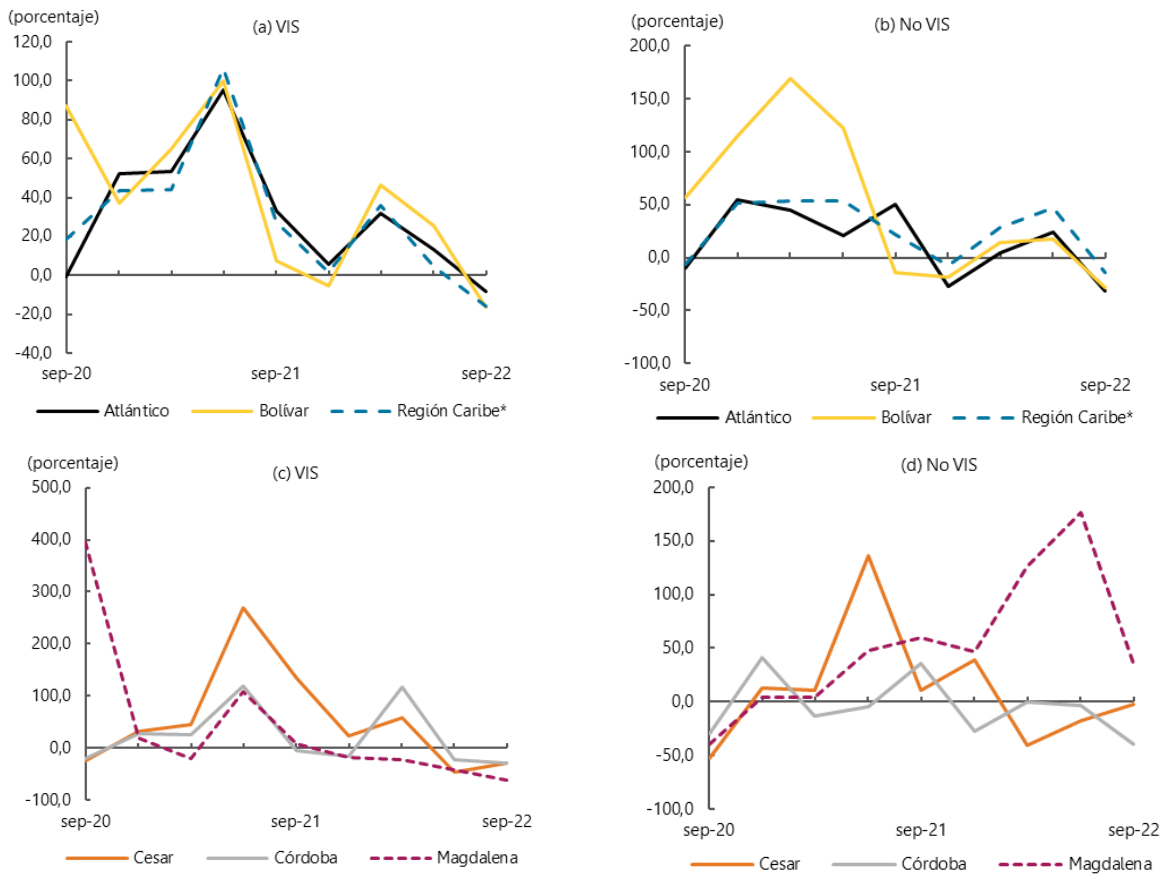 (porcentaje)
(a) VIS
120,0
100,0
80,0
60,0
40,0
20,0
0,0
-20,0
-40,0
sep-20 sep-21 sep-22
Atlántico Bolívar Región Caribe*
(porcentaje)
(b) No VIS
200,0
150,0
100,0
50,0
0,0
-50,0
-100,0
sep-20 sep-21 sep-22
Atlántico Bolívar Región Caribe*
(porcentaje)
(c) VIS
500,0
400,0
300,0
200,0
100,0
0,0
-100,0
sep-20 sep-21 sep-22
Cesar Córdoba Magdalena
(porcentaje)
(d) No VIS
200,0
150,0
100,0
50,0
0,0
-50,0
-100,0
sep-20 sep-21 sep-22
Cesar Córdoba Magdalena